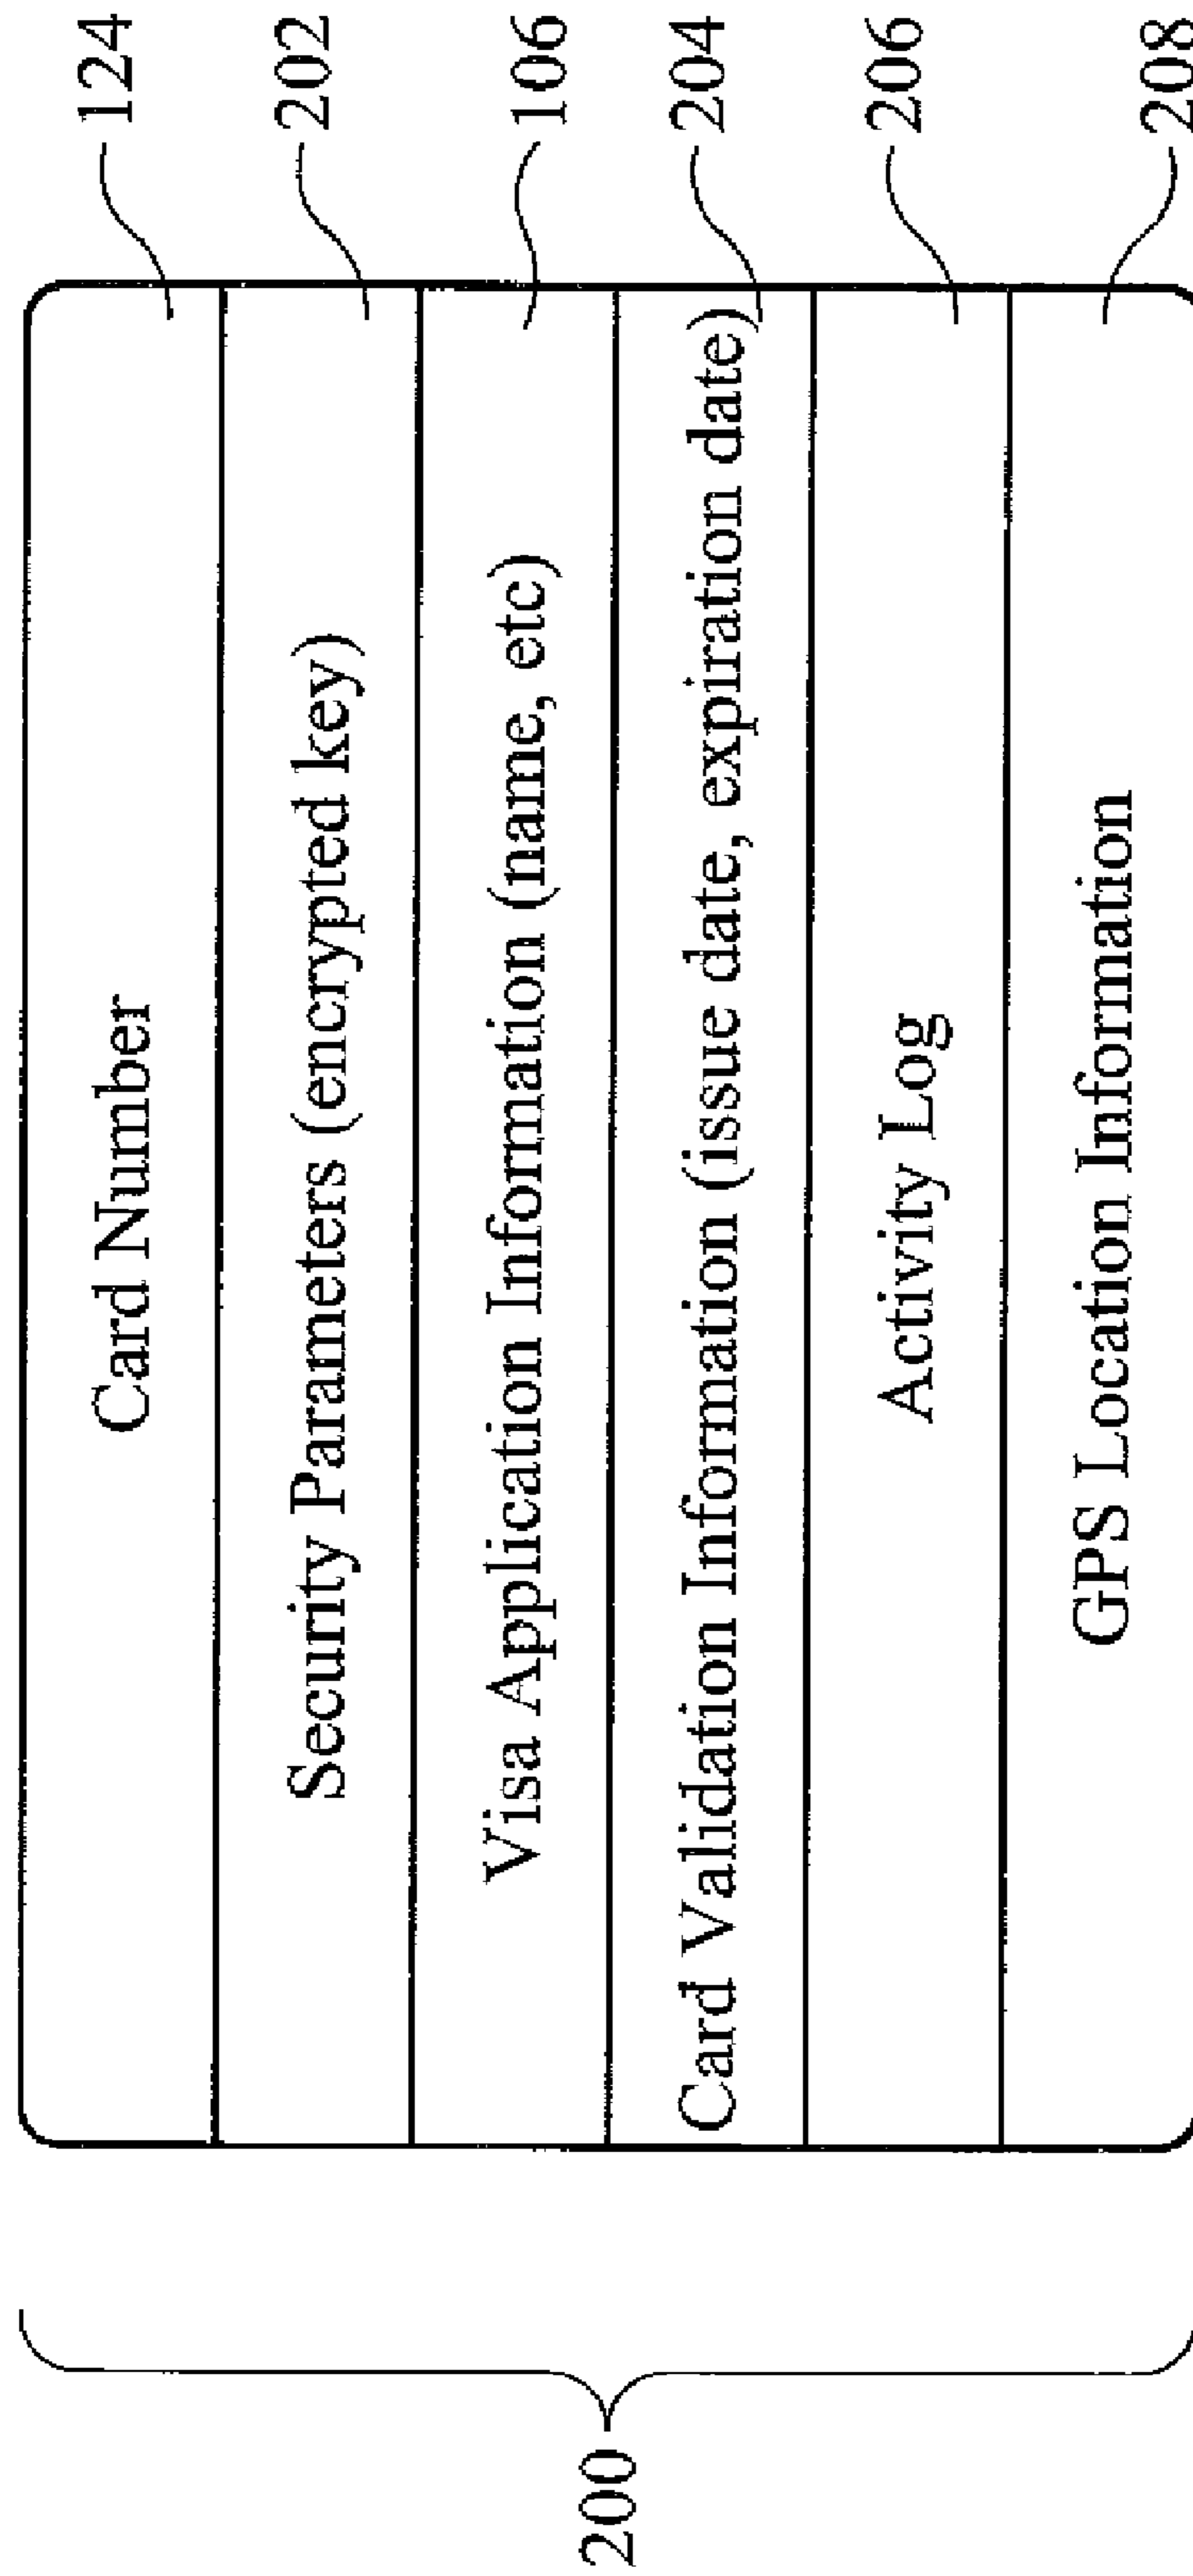 Card Number
124
Security Parameters (encrypted key)
202
Visa Application Information (name, etc)
106
Card Validation Information (issue date, expiration date)
204
Activity Log
206
GPS Location Information
208
200